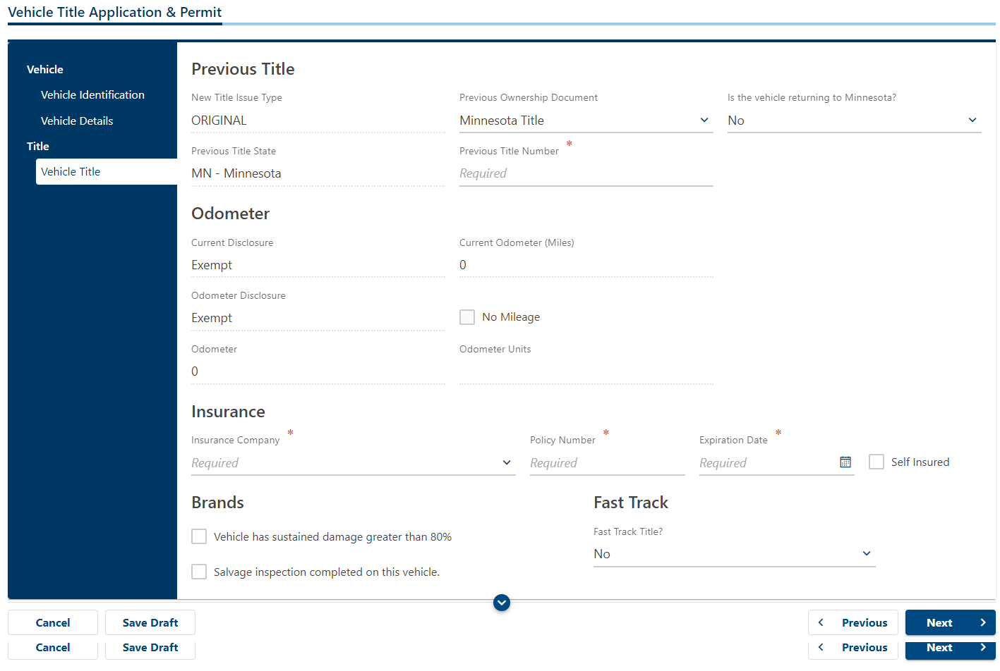 Vehicle Title Application & Permit
Vehicle
Vehicle Identification
Vehicle Details
Title
Vehicle Title
Previous Title
New Title Issue Type
ORIGINAL
Previous Ownership Document
Minnesota Title
Is the vehicle returning to Minnesota?
No
Previous Title State
MN - Minnesota
Previous Title Number *
Required
Odometer
Current Disclosure
Exempt
Current Odometer (Miles)
0
Odometer Disclosure
Exempt
No Mileage
Odometer
0
Odometer Units
Insurance
Insurance Company *
Required
Policy Number *
Required
Expiration Date *
Required
Self Insured
Brands
Vehicle has sustained damage greater than 80%
Salvage inspection completed on this vehicle.
Fast Track
Fast Track Title?
No
Cancel
Save Draft
Previous
Next
Cancel
Save Draft
Previous
Next